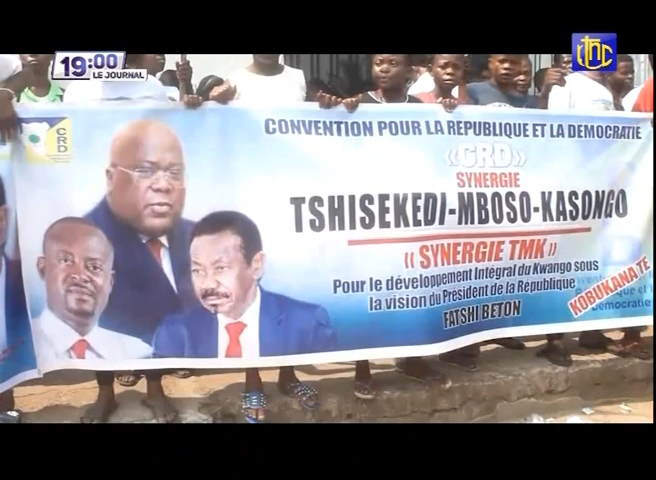 19:00
LE JOURNAL
CRD
CONVENTION POUR LA REPUBLIQUE ET LA DEMOCRATIE
«CRD»
SYNERGIE
TSHISEKEDI-MBOSO-KASONGO
« SYNERGIE TMK »
Pour le développement Intégral du Kwango sous
la vision du Président de la République
FATSHI BETON
KOBUKANA TE
Démocratie